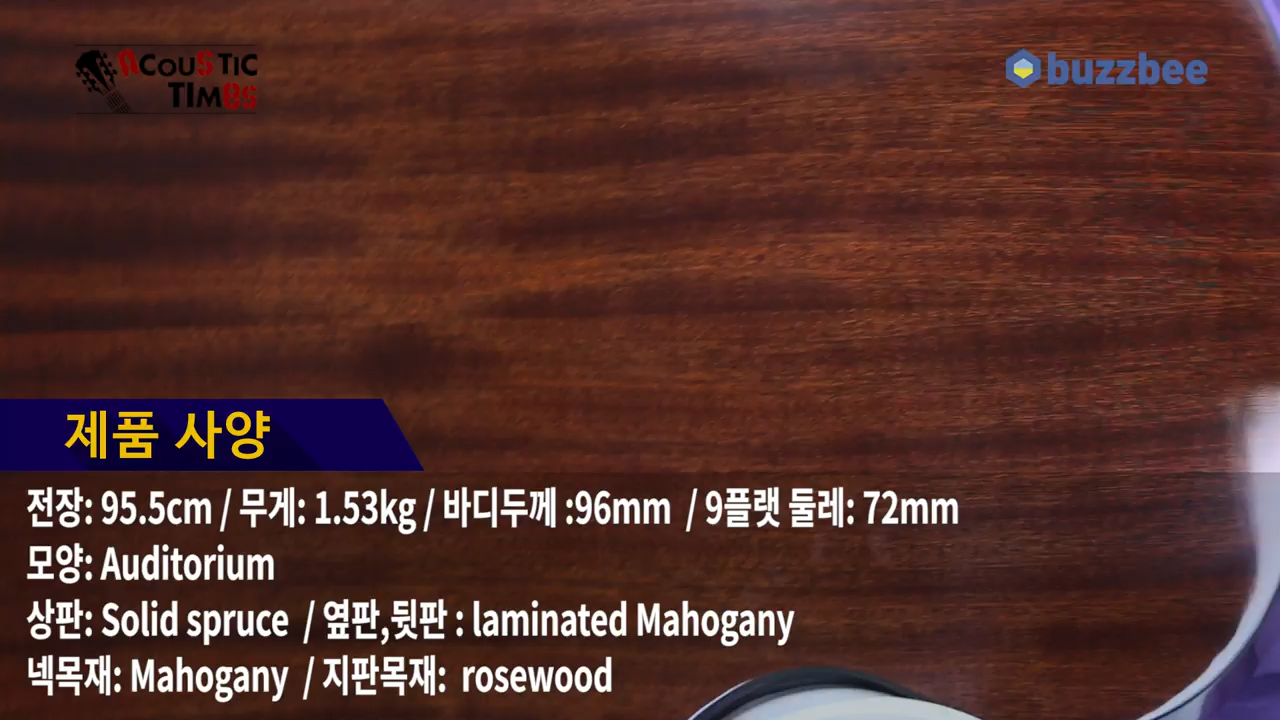 ACOUSTIC
TIMES
buzzbee
제품 사양
전장: 95.5cm / 무게: 1.53kg / 바디두께 :96mm / 9플랫 둘레: 72mm
모양: Auditorium
상판: Solid spruce / 옆판,뒷판 : laminated Mahogany
넥목재: Mahogany / 지판목재: rosewood